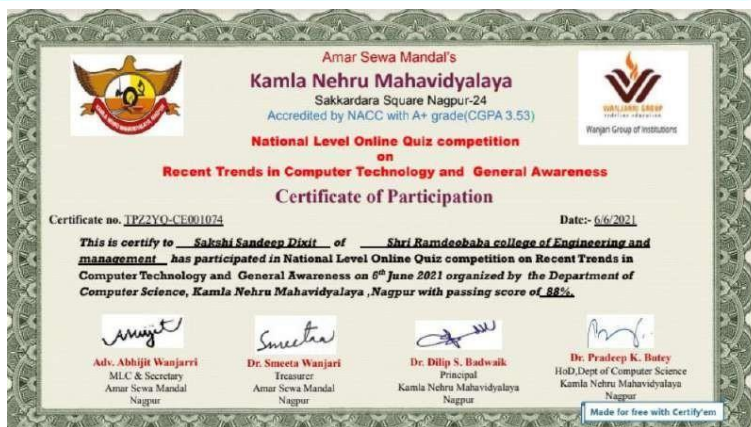 Amar Sewa Mandal's
Kamla Nehru Mahavidyalaya
Sakkardara Square Nagpur-24
Accredited by NACC with A+ grade(CGPA 3.53)
WANJARI GROUP
Wanjari Group of Institutions
National Level Online Quiz competition
on
Recent Trends in Computer Technology and General Awareness
Certificate of Participation
Certificate no. TPZ2YQ-CE001074 Date:- 6/6/2021
This is certify to Sakshi Sandeep Dixit of Shri Ramdeobaba college of Engineering and
management has participated in National Level Online Quiz competition on Recent Trends in
Computer Technology and General Awareness on 6th June 2021 organized by the Department of
Computer Science, Kamla Nehru Mahavidyalaya ,Nagpur with passing score of 88%.
Adv. Abhijit Wanjarri
MLC & Secretary
Amar Sewa Mandal
Nagpur
Dr. Smeeta Wanjari
Treasurer
Amar Sewa Mandal
Nagpur
Dr. Dilip S. Badwaik
Principal
Kamla Nehru Mahavidyalaya
Nagpur
Dr. Pradeep K. Butey
HoD,Dept of Computer Science
Kamla Nehru Mahavidyalaya
Nagpur
Made for free with Certify'em